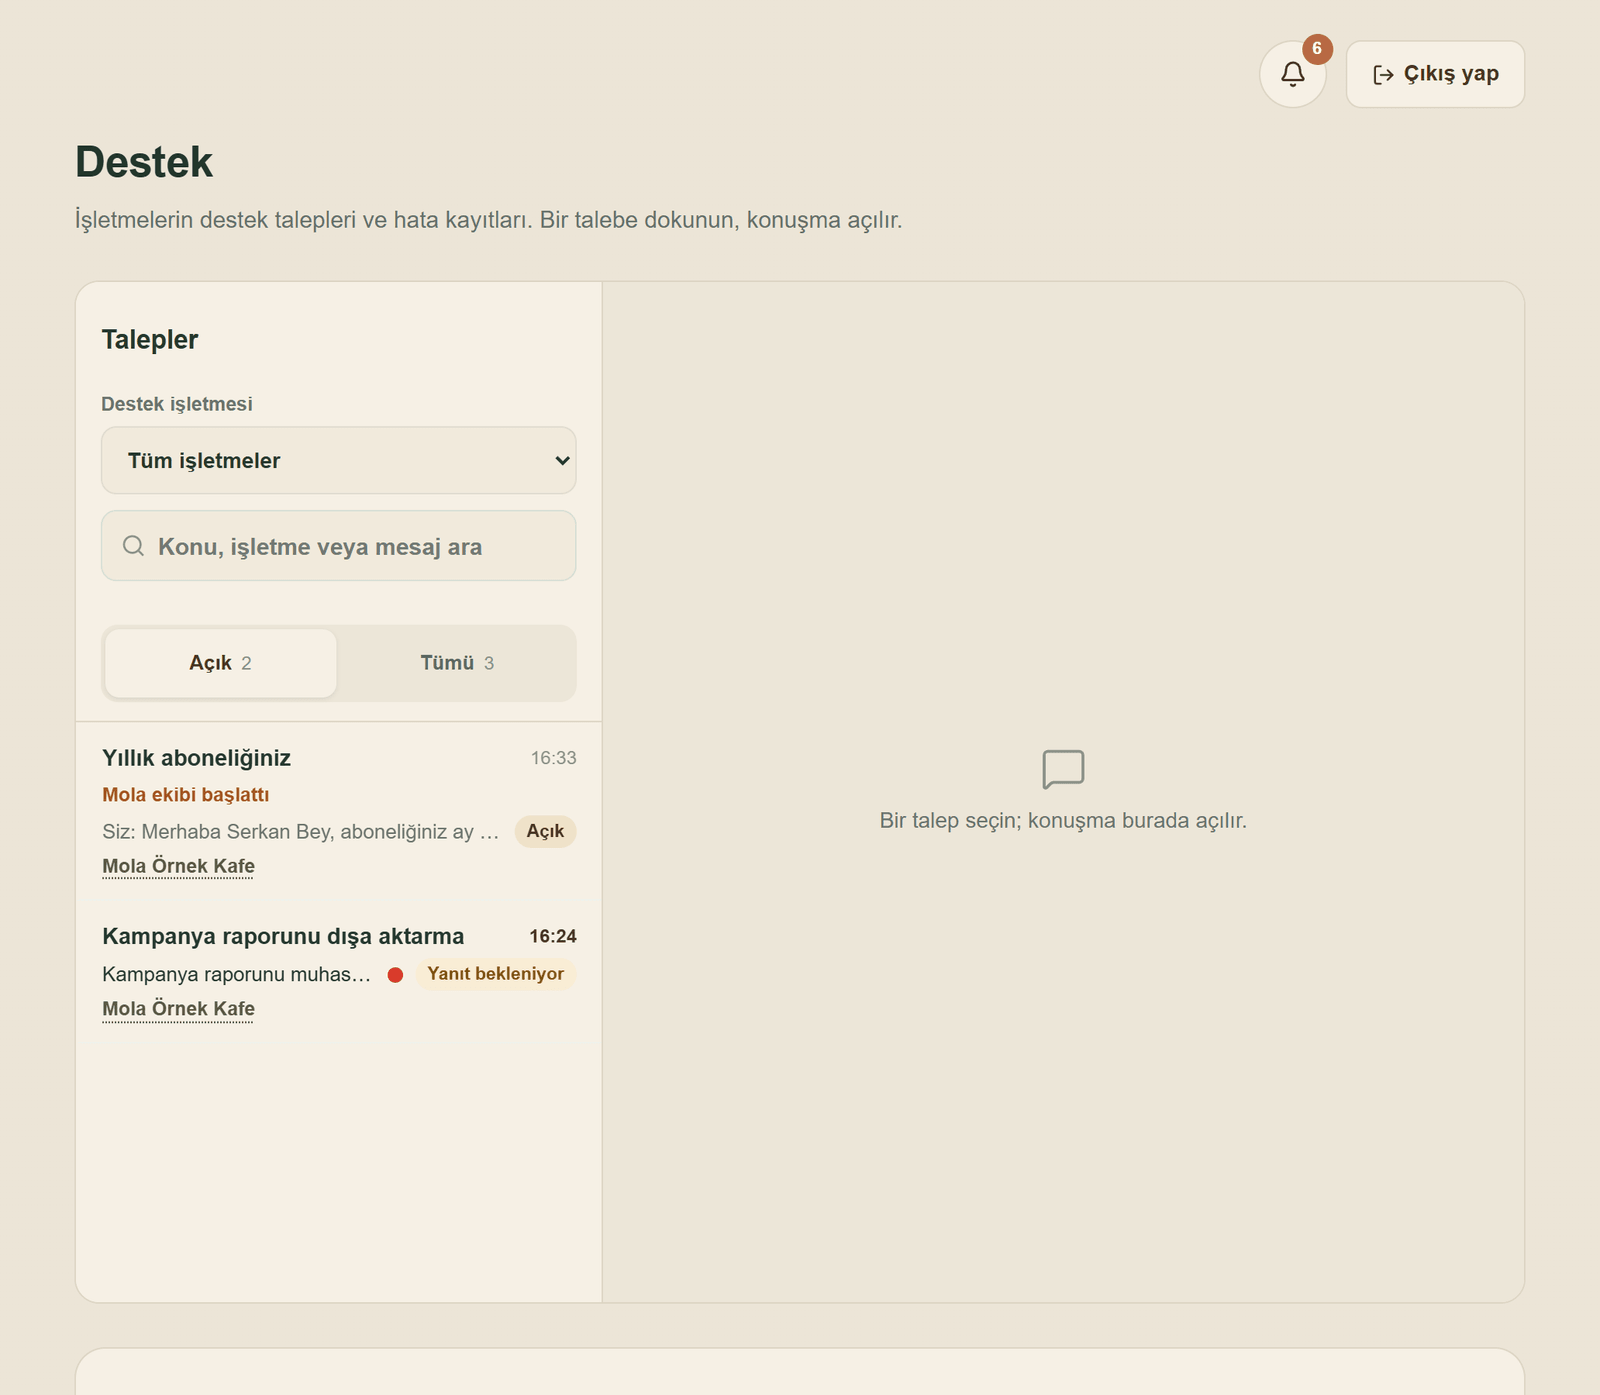 6
Çıkış yap
Destek
İşletmelerin destek talepleri ve hata kayıtları. Bir talebe dokunun, konuşma açılır.
Talepler
Destek işletmesi
Tüm işletmeler
Konu, işletme veya mesaj ara
Açık 2
Tümü 3
Yıllık aboneliğiniz 16:33
Mola ekibi başlattı
Siz: Merhaba Serkan Bey, aboneliğiniz ay … Açık
Mola Örnek Kafe
Kampanya raporunu dışa aktarma 16:24
Kampanya raporunu muhas… Yanıt bekleniyor
Mola Örnek Kafe
Bir talep seçin; konuşma burada açılır.